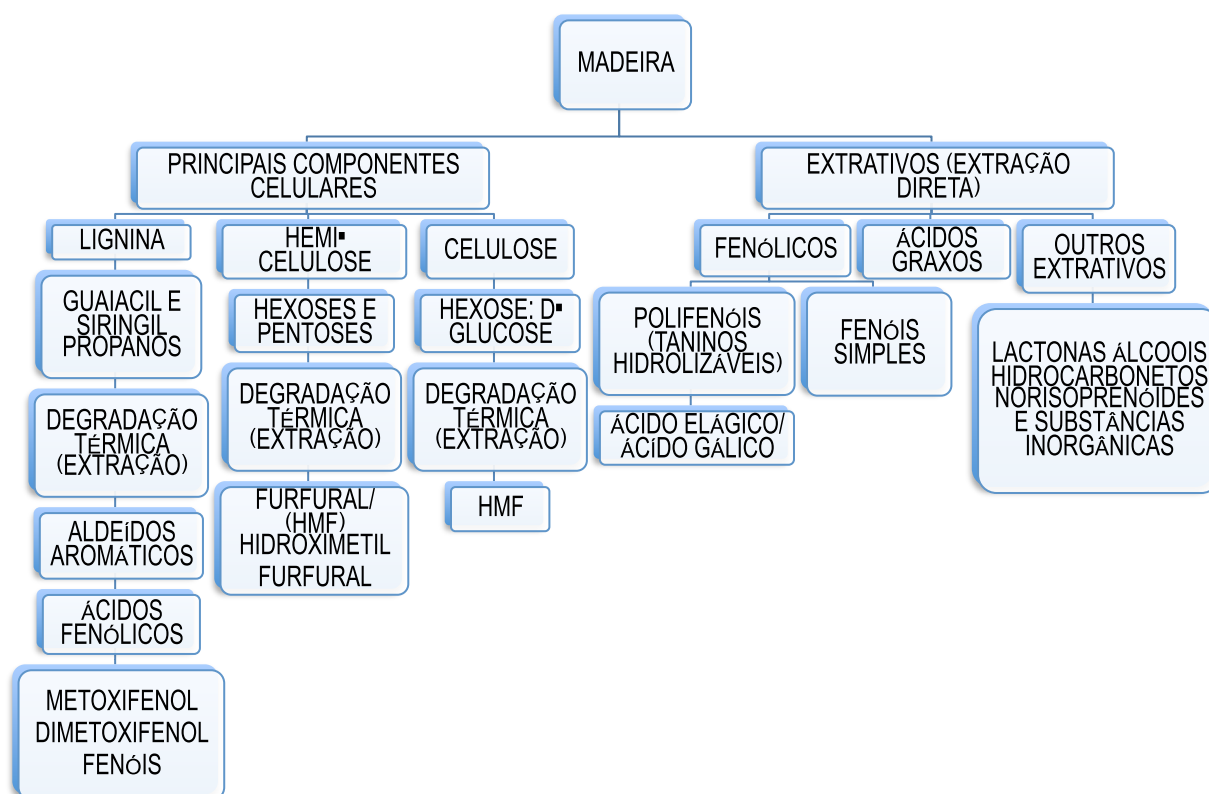 MADEIRA
PRINCIPAIS COMPONENTES
CELULARES
EXTRATIVOS (EXTRAÇÃO
DIRETA)
LIGNINA
HEMI▪
CELULOSE
CELULOSE
FENÓLICOS
ÁCIDOS
GRAXOS
OUTROS
EXTRATIVOS
GUAIACIL E
SIRINGIL
PROPANOS
HEXOSES E
PENTOSES
HEXOSE: D▪
GLUCOSE
POLIFENÓIS
(TANINOS
HIDROLIZÁVEIS)
FENÓIS
SIMPLES
LACTONAS ÁLCOOIS
HIDROCARBONETOS
NORISOPRENÓIDES
E SUBSTÂNCIAS
INORGÂNICAS
DEGRADAÇÃO
TÉRMICA
(EXTRAÇÃO)
DEGRADAÇÃO
TÉRMICA
(EXTRAÇÃO)
DEGRADAÇÃO
TÉRMICA
(EXTRAÇÃO)
ÁCIDO ELÁGICO/
ÁCÍDO GÁLICO
ALDEÍDOS
AROMÁTICOS
FURFURAL/
(HMF)
HIDROXIMETIL
FURFURAL
HMF
ÁCIDOS
FENÓLICOS
METOXIFENOL
DIMETOXIFENOL
FENÓIS